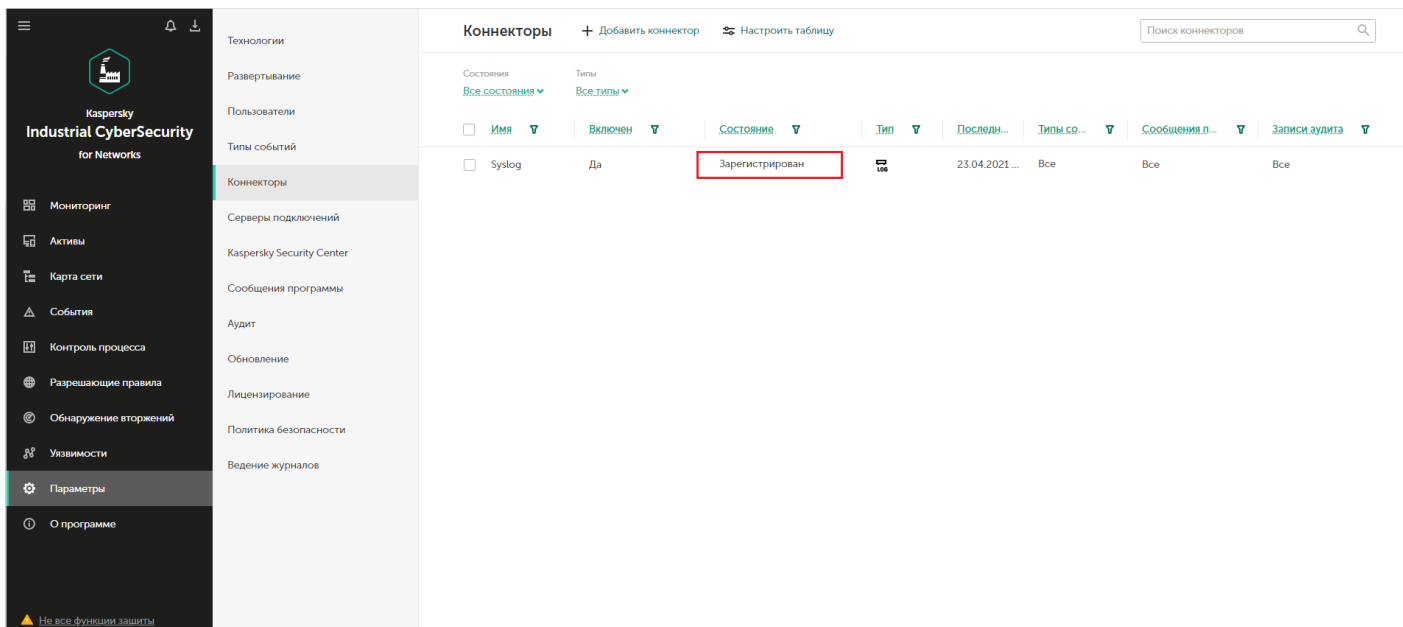 Kaspersky
Industrial CyberSecurity
for Networks
Мониторинг
Активы
Карта сети
События
Контроль процесса
Разрешающие правила
Обнаружение вторжений
Уязвимости
Параметры
О программе
Не все функции защиты
Технологии
Развертывание
Пользователи
Типы событий
Коннекторы
Серверы подключений
Kaspersky Security Center
Сообщения программы
Аудит
Обновление
Лицензирование
Политика безопасности
Ведение журналов
Коннекторы + Добавить коннектор Настроить таблицу Поиск коннекторов
Состояния Типы
Все состояния Все типы
Имя Включен Состояние Тип Последн... Типы со... Сообщения п... Записи аудита
Syslog Да Зарегистрирован LOG 23.04.2021 ... Все Все Все